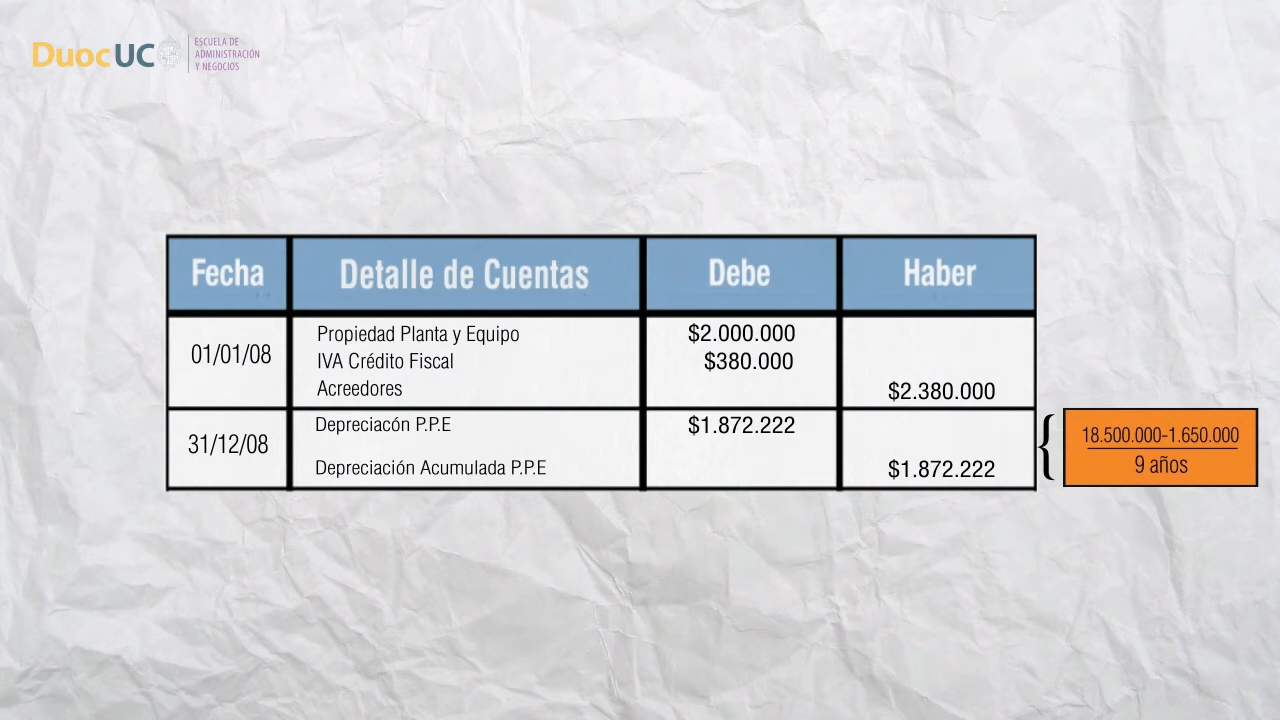 DuocUC
ESCUELA DE
ADMINISTRACIÓN
Y NEGOCIOS
Fecha Detalle de Cuentas Debe Haber
01/01/08
Propiedad Planta y Equipo $2.000.000
IVA Crédito Fiscal $380.000
Acreedores $2.380.000
31/12/08
Depreciacón P.P.E $1.872.222
Depreciación Acumulada P.P.E $1.872.222
18.500.000-1.650.000
9 años